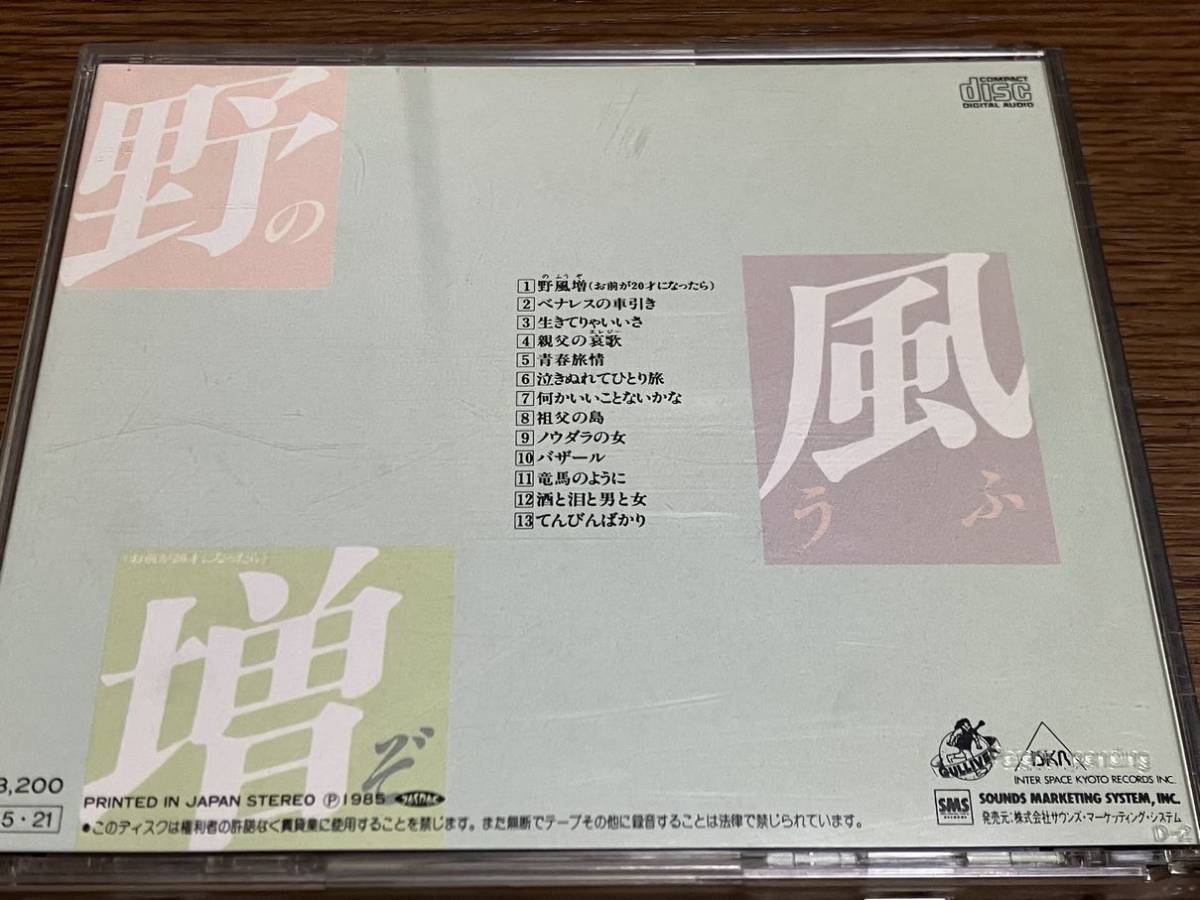 野の
COMPACT
disc
DIGITAL AUDIO
風
うふ
のふうぞ
1 野風増(お前が20才になったら)
2 ベナレスの車引き
3 生きてりゃいいさ
エレジー
4 親父の哀歌
5 青春旅情
6 泣きぬれてひとり旅
7 何かいいことないかな
8 祖父の島
9 ノウダラの女
10 バザール
11 竜馬のように
12 酒と泪と男と女
13 てんびんばかり
(お前が20才になったら)
増ぞ
GULLIVER
INTER SPACE KYOTO RECORDS INC.
3,200
5・21
PRINTED IN JAPAN STEREO Ⓟ1985
SMS
SOUNDS MARKETING SYSTEM, INC.
発売元:株式会社サウンズ・マーケッティング・システム
●このディスクは権利者の許諾なく賃貸業に使用することを禁じます。また無断でテープその他に録音することは法律で禁じられています。
D-2